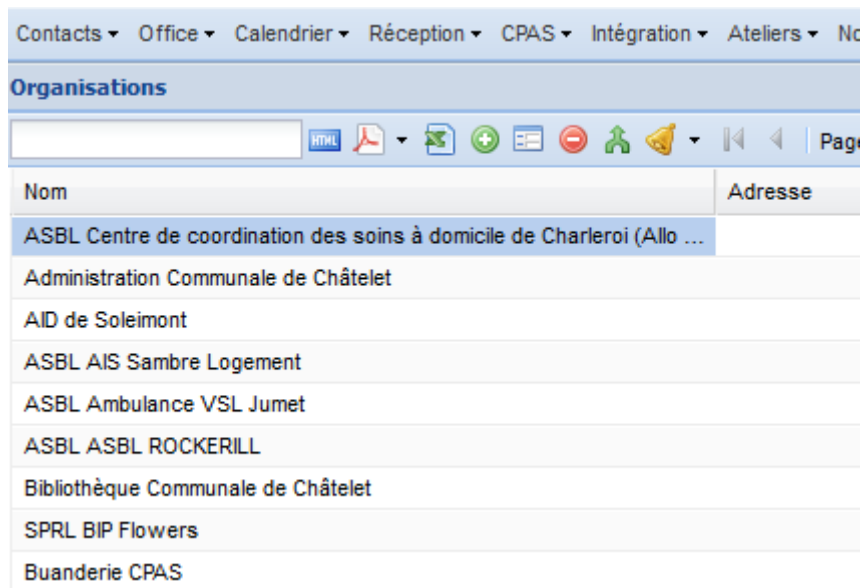 Contacts Office Calendrier Réception CPAS Intégration Ateliers
Organisations
HTML Page
Nom Adresse
ASBL Centre de coordination des soins à domicile de Charleroi (Allo ...
Administration Communale de Châtelet
AID de Soleimont
ASBL AIS Sambre Logement
ASBL Ambulance VSL Jumet
ASBL ASBL ROCKERILL
Bibliothèque Communale de Châtelet
SPRL BIP Flowers
Buanderie CPAS